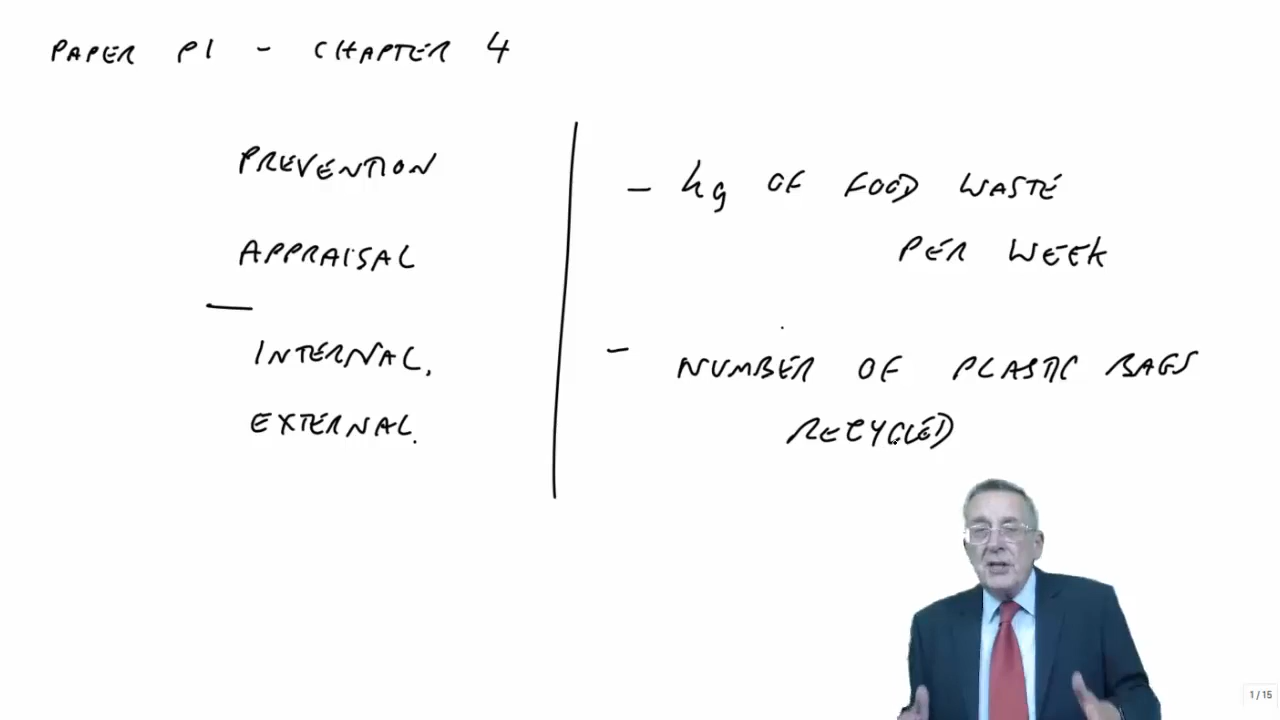 PAPER P1 - CHAPTER 4
PREVENTION
APPRAISAL
INTERNAL,
EXTERNAL.
- kg OF FOOD WASTE
PER WEEK
- NUMBER OF PLASTIC BAGS
RECYCLED
1 / 15